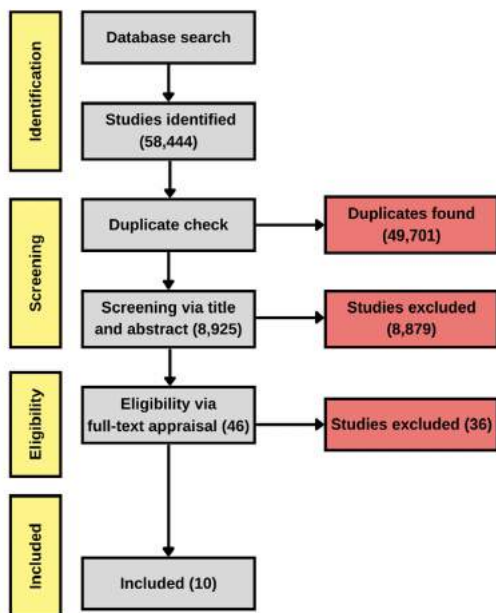 Identification
Database search
Studies identified
(58,444)
Screening
Duplicate check
Duplicates found
(49,701)
Screening via title
and abstract (8,925)
Studies excluded
(8,879)
Eligibility
Eligibility via
full-text appraisal (46)
Studies excluded (36)
Included
Included (10)